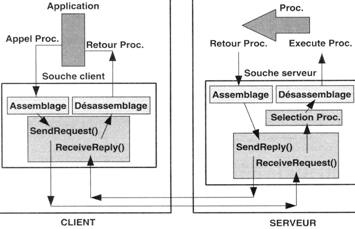 Application
Appel Proc.
Retour Proc.
Souche client
Assemblage
Désassemblage
SendRequest()
ReceiveReply()
CLIENT
Proc.
Retour Proc.
Execute Proc.
Souche serveur
Assemblage
Désassemblage
Selection Proc.
SendReply()
ReceiveRequest()
SERVEUR